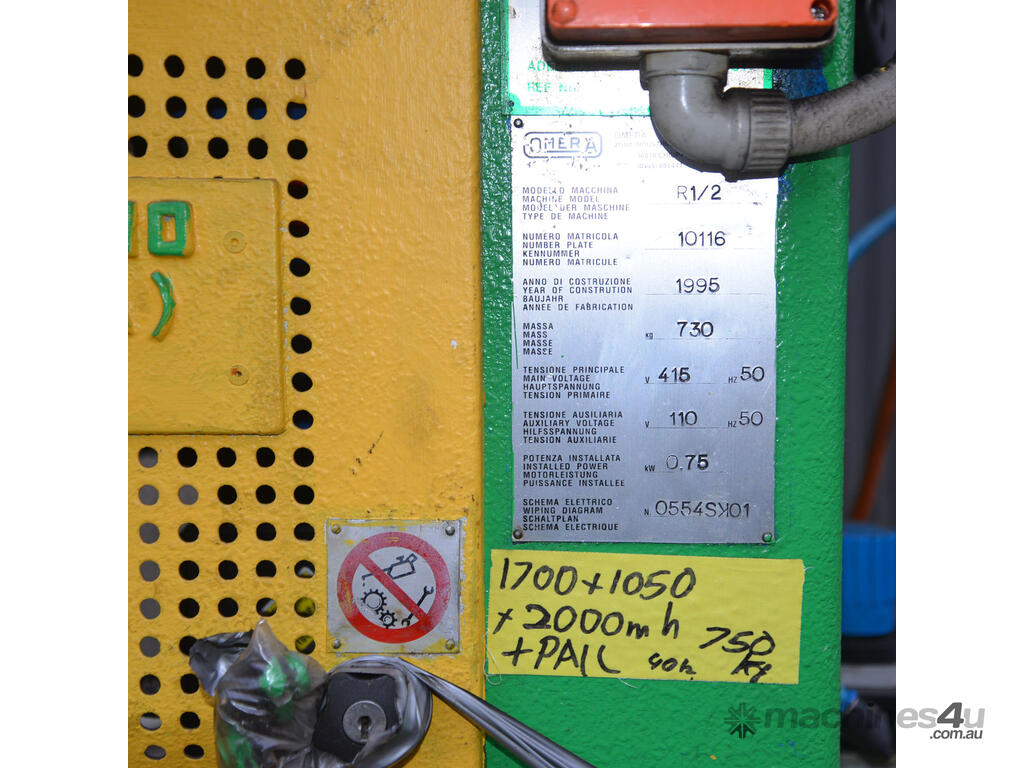 OMERA
MODELLO MACCHINA
MACHINE MODEL
MODEL DER MASCHINE
TYPE DE MACHINE
R1/2
NUMERO MATRICOLA
NUMBER PLATE
KENNUMMER
NUMERO MATRICULE
10116
ANNO DI COSTRUZIONE
YEAR OF CONSTRUTION
BAUJAHR
ANNEE DE FABRICATION
1995
MASSA
MASS
MASSE
MASSE
kg 730
TENSIONE PRINCIPALE
MAIN VOLTAGE
HAUPTSPANNUNG
TENSION PRIMAIRE
V 415 HZ 50
TENSIONE AUSILIARIA
AUXILIARY VOLTAGE
HILFSSPANNUNG
TENSION AUXILIARIE
V 110 HZ 50
POTENZA INSTALLATA
INSTALLED POWER
MOTORLEISTUNG
PUISSANCE INSTALLEE
kW 0.75
SCHEMA ELETTRICO
WIPING DIAGRAM
SCHALTPLAN
SCHEMA ELECTRIQUE
N. 0554SK01
1700 + 1050
+ 2000m h 750
+ PAIL kg
machines4u
.com.au